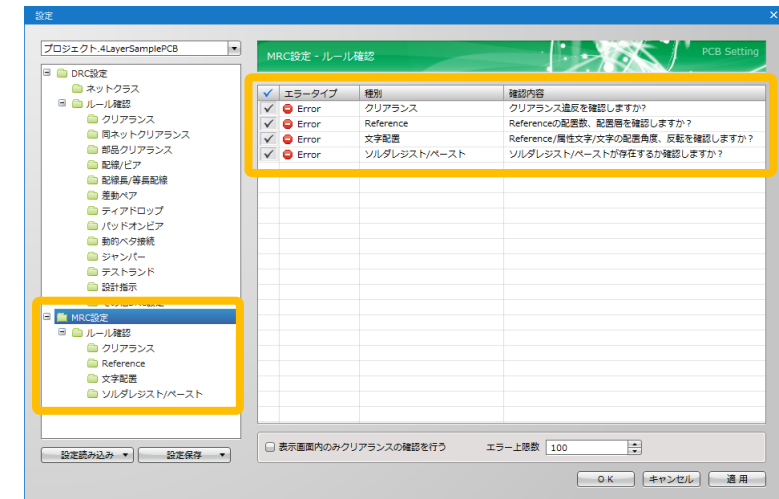 設定
プロジェクト.4LayerSamplePCB
DRC設定
ネットクラス
ルール確認
クリアランス
同ネットクリアランス
部品クリアランス
配線/ビア
配線長/等長配線
差動ペア
ティアドロップ
パッドオンビア
動的ベタ接続
ジャンパー
テストランド
設計指示
MRC設定
ルール確認
クリアランス
Reference
文字配置
ソルダレジスト/ペースト
設定読み込み
設定保存
MRC設定 - ルール確認
PCB Setting
エラータイプ 種別 確認内容
Error クリアランス クリアランス違反を確認しますか?
Error Reference Referenceの配置数、配置層を確認しますか？
Error 文字配置 Reference/属性文字/文字の配置角度、反転を確認しますか？
Error ソルダレジスト/ペースト ソルダレジスト/ペーストが存在するか確認しますか？
表示画面内のみクリアランスの確認を行う エラー上限数 100
OK キャンセル 適用